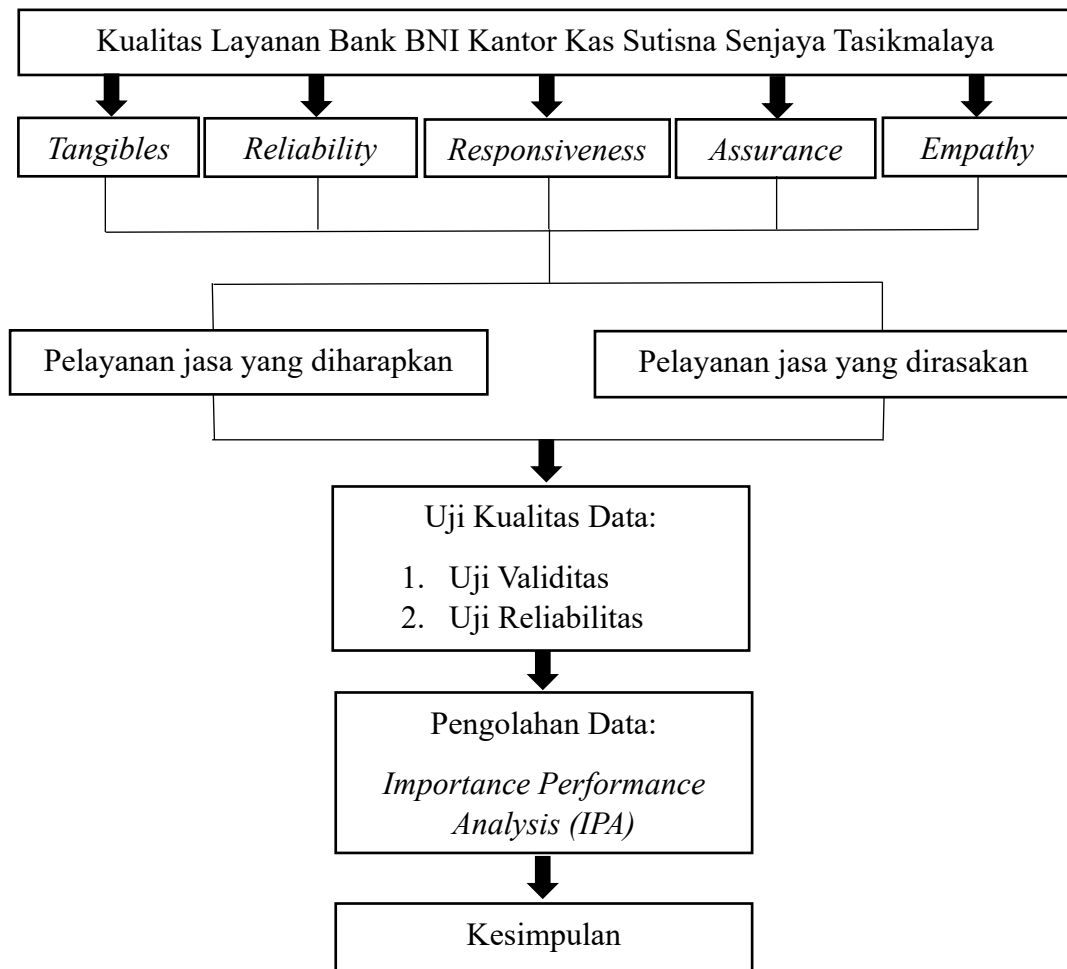 Kualitas Layanan Bank BNI Kantor Kas Sutisna Senjaya Tasikmalaya
Tangibles
Reliability
Responsiveness
Assurance
Empathy
Pelayanan jasa yang diharapkan
Pelayanan jasa yang dirasakan
Uji Kualitas Data:
1. Uji Validitas
2. Uji Reliabilitas
Pengolahan Data:
Importance Performance
Analysis (IPA)
Kesimpulan